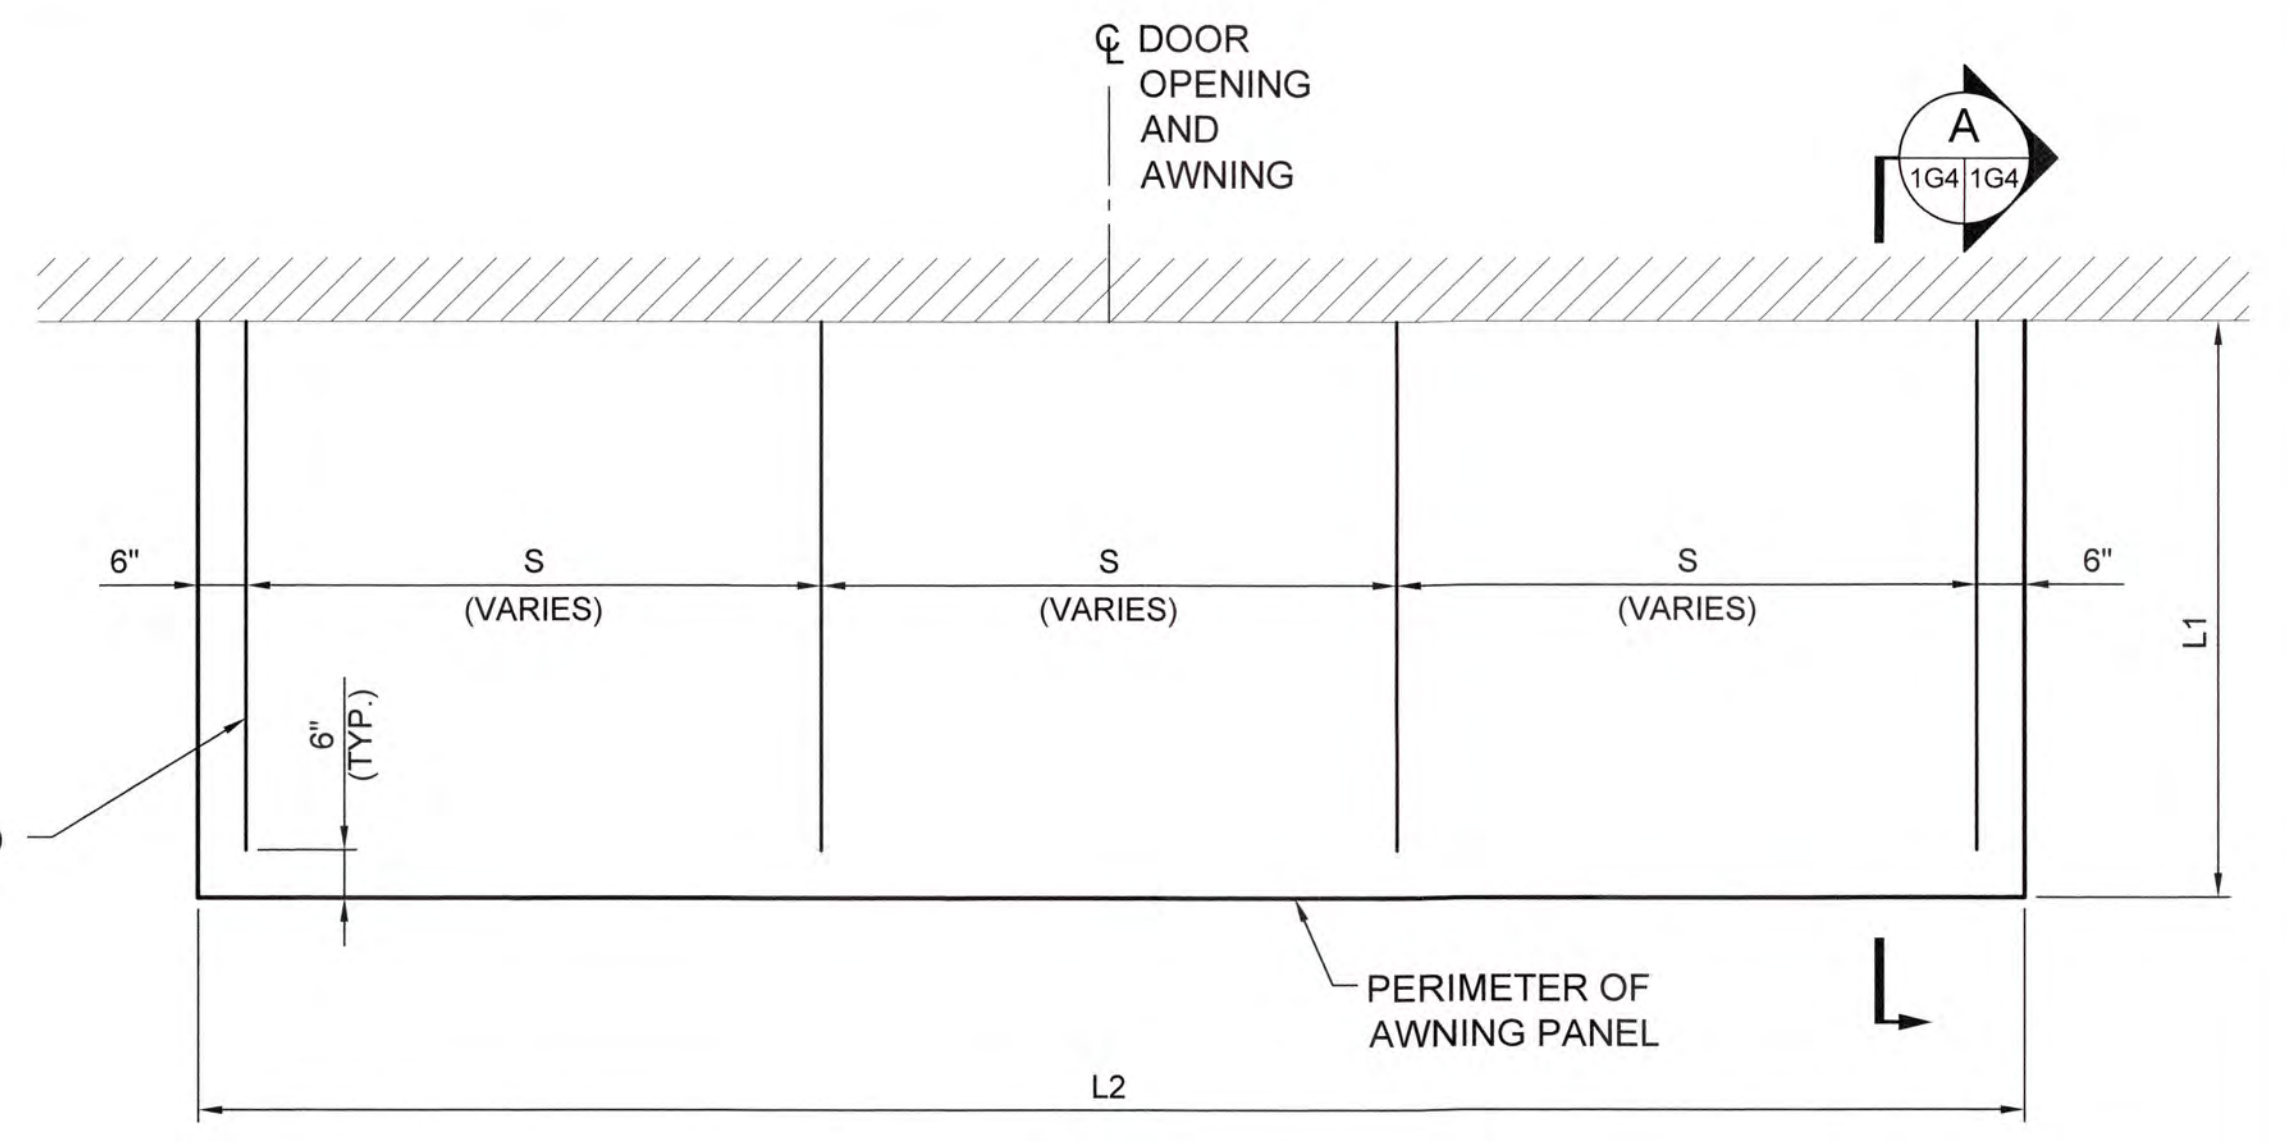 ℄ DOOR
OPENING
AND
AWNING
A
1G4 1G4
6"
S
(VARIES)
S
(VARIES)
S
(VARIES)
6"
L1
6"
(TYP.)
)
PERIMETER OF
AWNING PANEL
L2